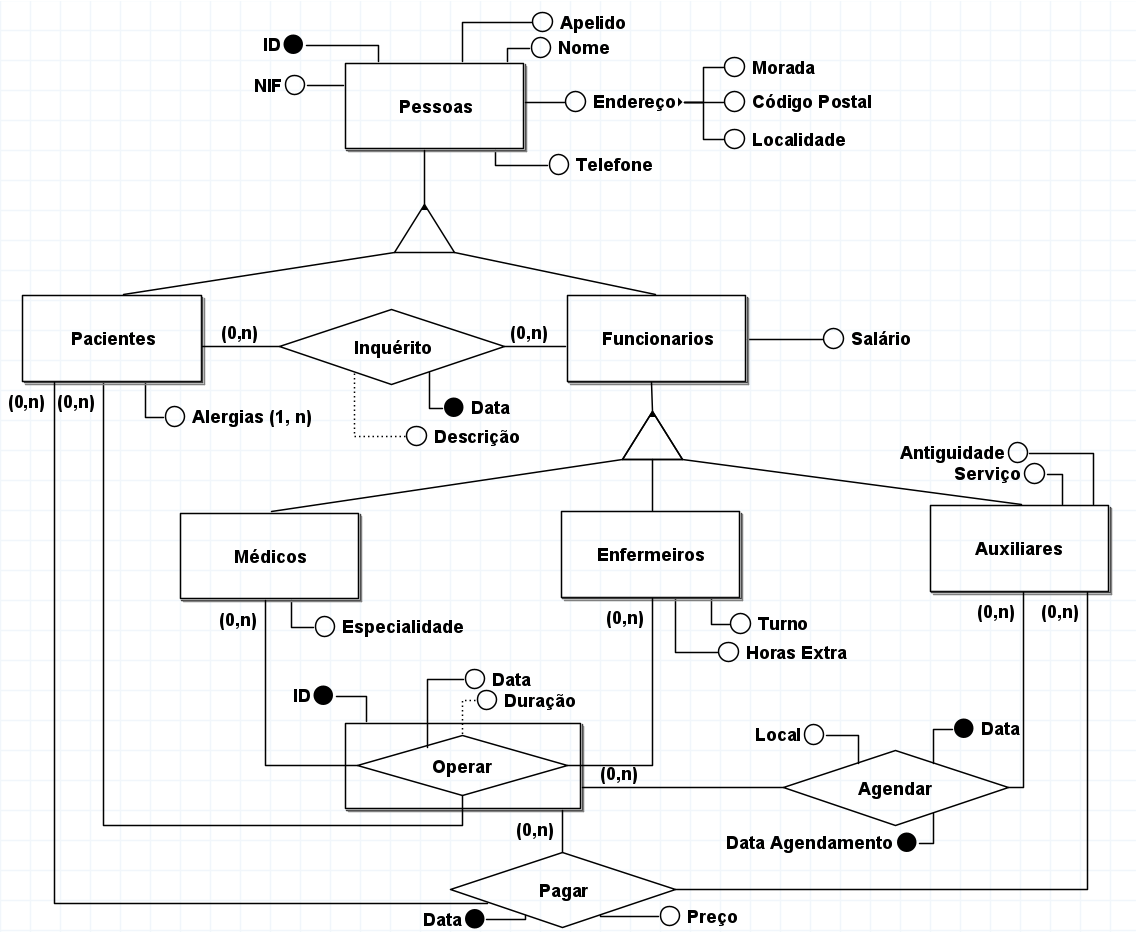 Apelido
ID
Nome
NIF
Pessoas
Endereço
Morada
Código Postal
Localidade
Telefone
Pacientes
(0,n)
Inquérito
(0,n)
Funcionarios
Salário
(0,n)
(0,n)
Alergias (1, n)
Data
Descrição
Antiguidade
Serviço
Médicos
Enfermeiros
Auxiliares
(0,n)
Especialidade
(0,n)
Turno
Horas Extra
(0,n)
(0,n)
ID
Data
Duração
Operar
(0,n)
Local
Data
Agendar
Data Agendamento
(0,n)
Pagar
Data
Preço